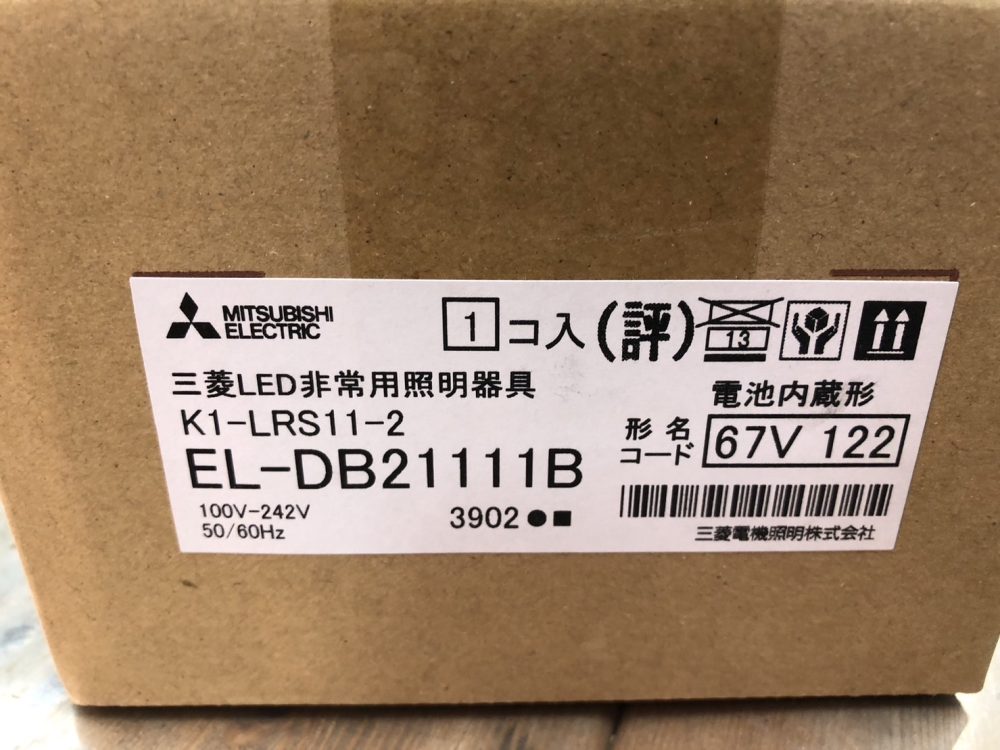 MITSUBISHI
ELECTRIC
1 コ入 (評) 13
三菱LED非常用照明器具
電池内蔵形
K1-LRS11-2
形名
コード
67V 122
EL-DB21111B
100V-242V
50/60Hz
3902●■
三菱電機照明株式会社